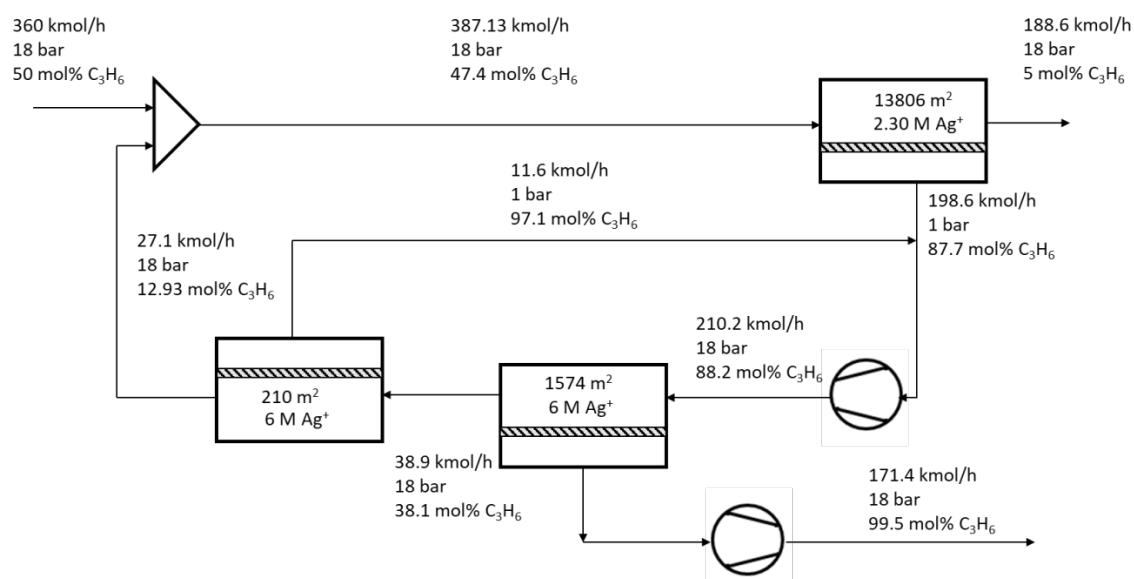 360 kmol/h
18 bar
50 mol% C₃H₆
387.13 kmol/h
18 bar
47.4 mol% C₃H₆
188.6 kmol/h
18 bar
5 mol% C₃H₆
13806 m²
2.30 M Ag⁺
11.6 kmol/h
1 bar
97.1 mol% C₃H₆
198.6 kmol/h
1 bar
87.7 mol% C₃H₆
27.1 kmol/h
18 bar
12.93 mol% C₃H₆
210.2 kmol/h
18 bar
88.2 mol% C₃H₆
210 m²
6 M Ag⁺
1574 m²
6 M Ag⁺
38.9 kmol/h
18 bar
38.1 mol% C₃H₆
171.4 kmol/h
18 bar
99.5 mol% C₃H₆